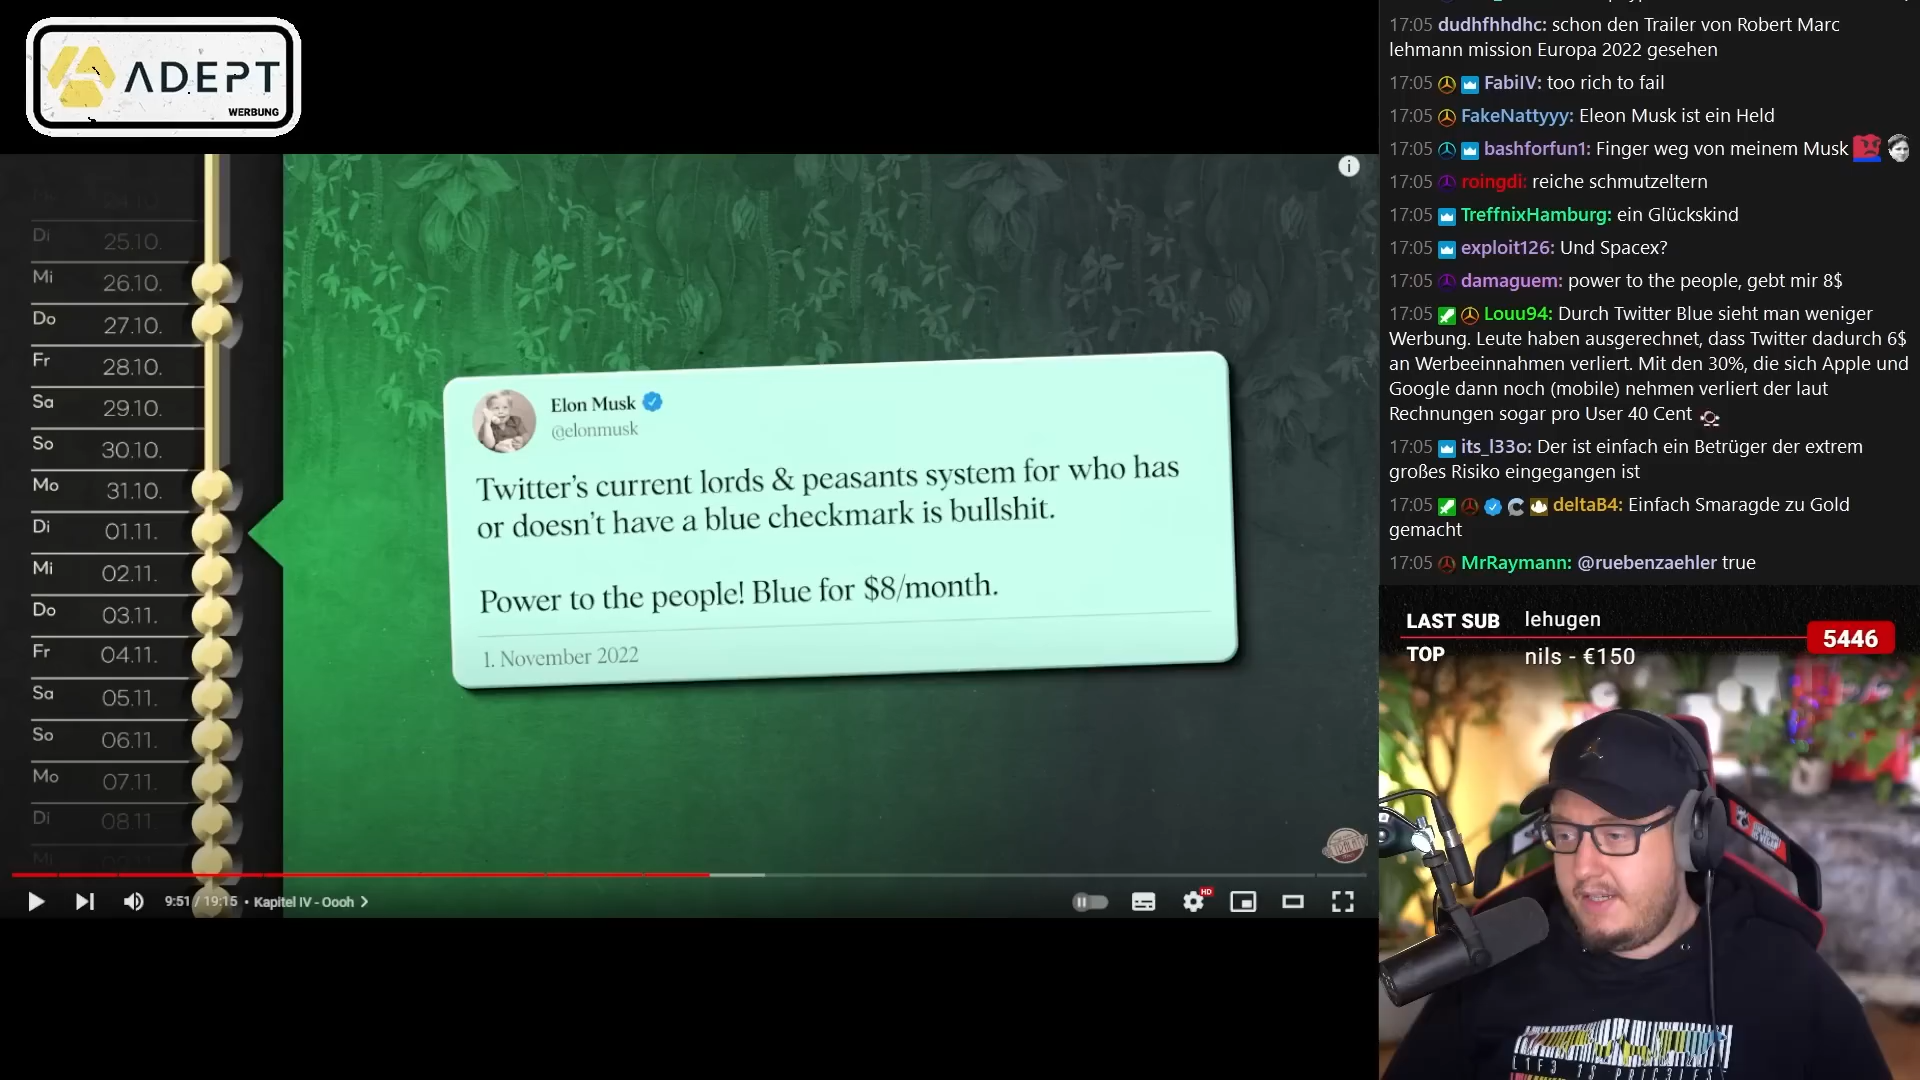 ADEPT
WERBUNG
Di 25.10.
Mi 26.10.
Do 27.10.
Fr 28.10.
Sa 29.10.
So 30.10.
Mo 31.10.
Di 01.11.
Mi 02.11.
Do 03.11.
Fr 04.11.
Sa 05.11.
So 06.11.
Mo 07.11.
Di 08.11.
Elon Musk
@elonmusk
Twitter's current lords & peasants system for who has
or doesn't have a blue checkmark is bullshit.
Power to the people! Blue for $8/month.
1. November 2022
9:51 / 19:15 • Kapitel IV - Oooh
HD
17:05 dudhfhhdhc: schon den Trailer von Robert Marc
lehmann mission Europa 2022 gesehen
17:05 FabiIV: too rich to fail
17:05 FakeNattyyy: Eleon Musk ist ein Held
17:05 bashforfun1: Finger weg von meinem Musk
17:05 roingdi: reiche schmutzeltern
17:05 TreffnixHamburg: ein Glückskind
17:05 exploit126: Und Spacex?
17:05 damaguem: power to the people, gebt mir 8$
17:05 Louu94: Durch Twitter Blue sieht man weniger
Werbung. Leute haben ausgerechnet, dass Twitter dadurch 6$
an Werbeeinnahmen verliert. Mit den 30%, die sich Apple und
Google dann noch (mobile) nehmen verliert der laut
Rechnungen sogar pro User 40 Cent
17:05 its_l33o: Der ist einfach ein Betrüger der extrem
großes Risiko eingegangen ist
17:05 deltaB4: Einfach Smaragde zu Gold
gemacht
17:05 MrRaymann: @ruebenzaehler true
LAST SUB lehugen
5446
TOP nils - €150